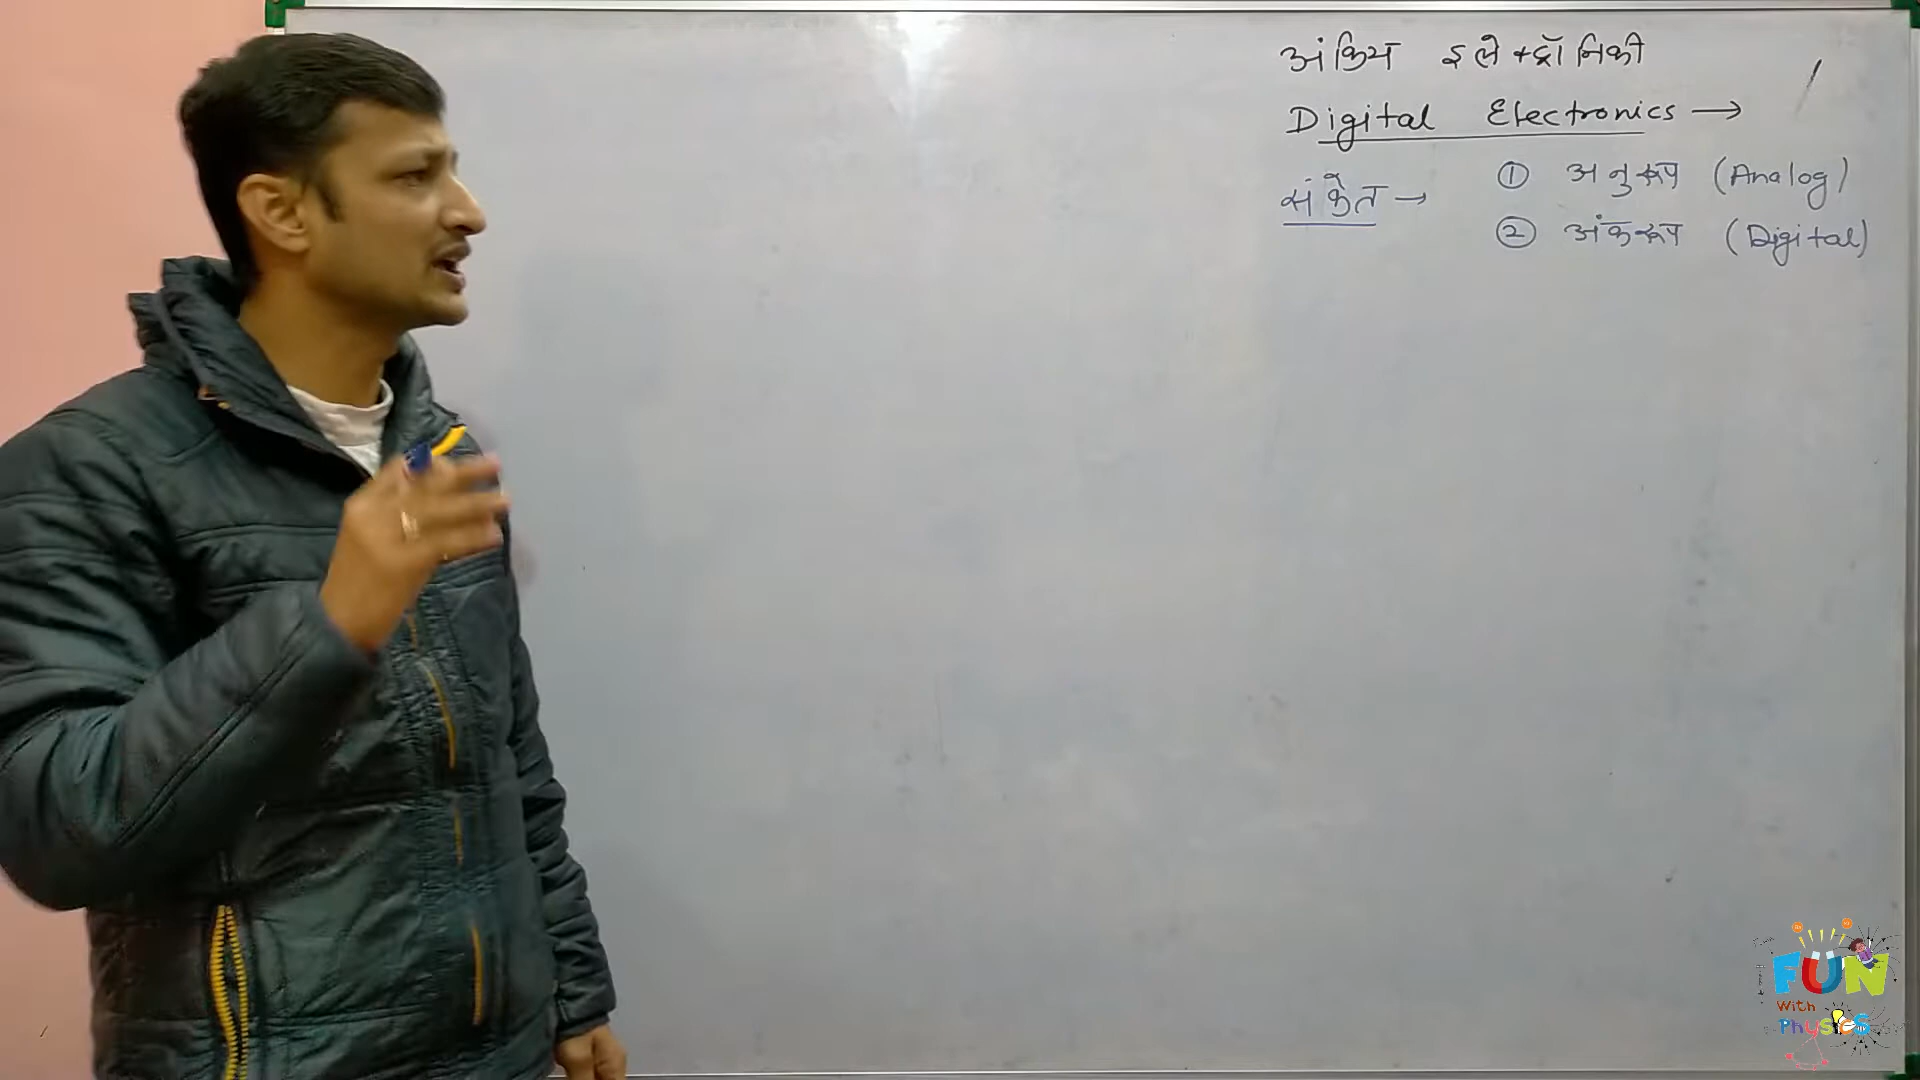 अंकिय इलेक्ट्रॉनिकी
Digital Electronics →
संकेत → ① अनुरूप (Analog)
② अंकरूप (Digital)
FUN
With
Physics